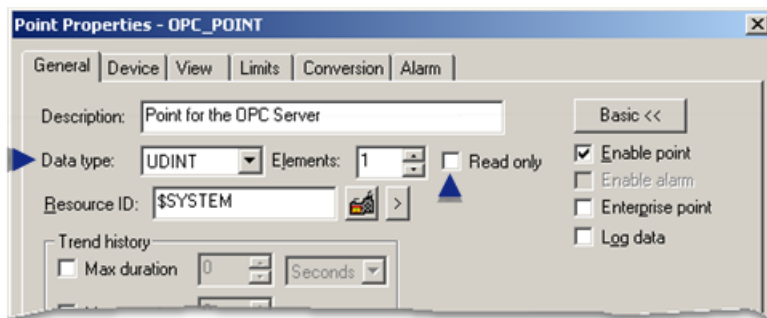 Point Properties - OPC_POINT
General Device View Limits Conversion Alarm
Description: Point for the OPC Server Basic <<
Data type: UDINT Elements: 1 Read only Enable point
Enable alarm
Resource ID: $SYSTEM > Enterprise point
Log data
Trend history
Max duration 0 Seconds